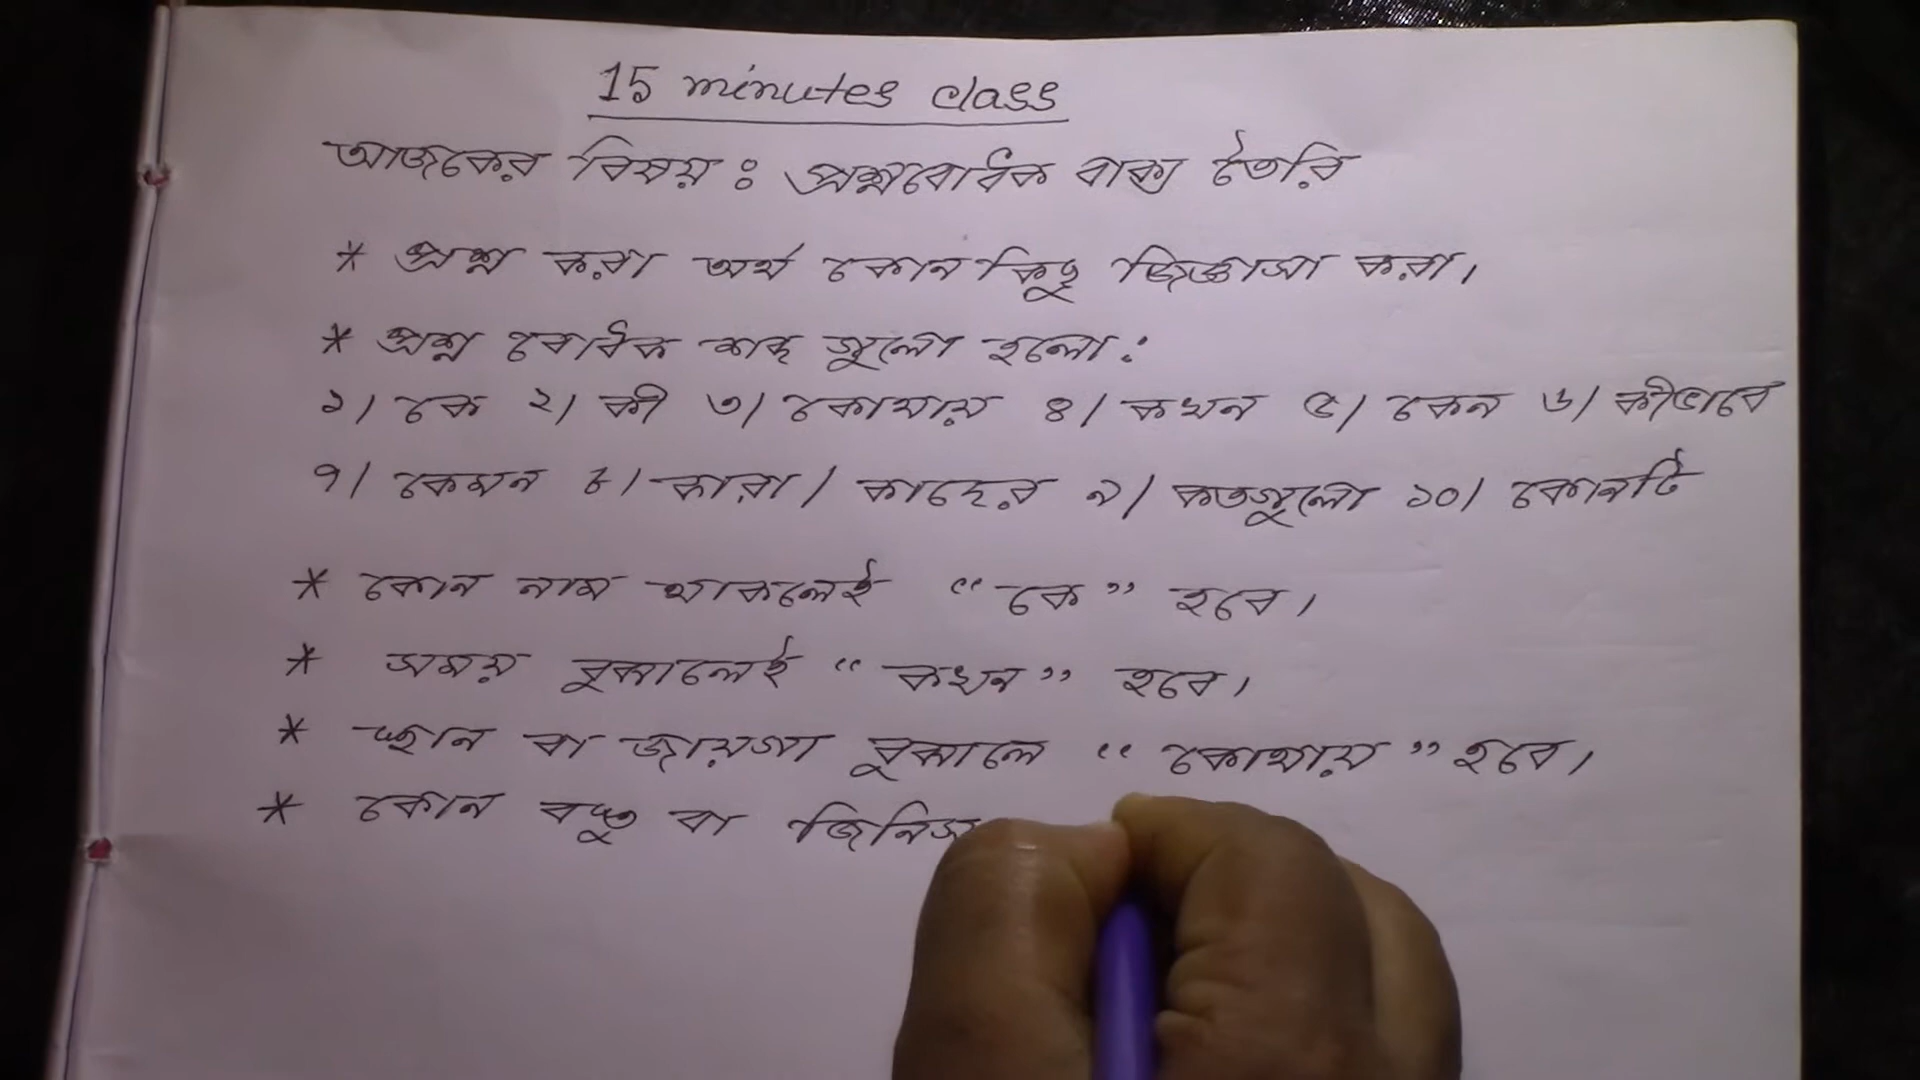 15 minutes class
আজকের বিষয় : প্রশ্নবোধক বাক্য তৈরি
* প্রশ্ন করা অর্থ কোন কিছু জিজ্ঞাসা করা।
* প্রশ্ন বোধক শব্দ গুলো হলো :
১) কে ২) কী ৩) কোথায় ৪) কখন ৫) কেন ৬) কীভাবে
৭) কেমন ৮) কারা/কাদের ৯) কতগুলো ১০) কোনটি
* কোন নাম থাকলেই “কে” হবে।
* সময় বুঝালেই “কখন” হবে।
* স্থান বা জায়গা বুঝালে “কোথায়” হবে।
* কোন বস্তু বা জিনিস